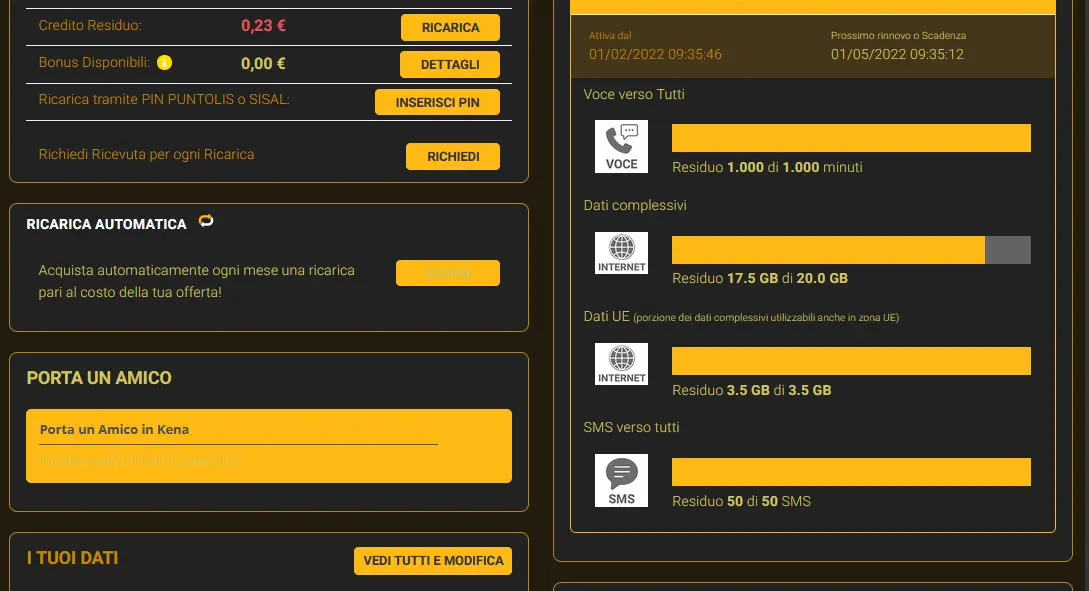 Credito Residuo:
0,23 €
RICARICA
Bonus Disponibili:
0,00 €
DETTAGLI
Ricarica tramite PIN PUNTOLIS o SISAL:
INSERISCI PIN
Richiedi Ricevuta per ogni Ricarica
RICHIEDI
RICARICA AUTOMATICA
Acquista automaticamente ogni mese una ricarica
pari al costo della tua offerta!
PORTA UN AMICO
Porta un Amico in Kena
I TUOI DATI
VEDI TUTTI E MODIFICA
Attiva dal
01/02/2022 09:35:46
Prossimo rinnovo o Scadenza
01/05/2022 09:35:12
Voce verso Tutti
VOCE
Residuo 1.000 di 1.000 minuti
Dati complessivi
INTERNET
Residuo 17.5 GB di 20.0 GB
Dati UE (porzione dei dati complessivi utilizzabili anche in zona UE)
INTERNET
Residuo 3.5 GB di 3.5 GB
SMS verso tutti
SMS
Residuo 50 di 50 SMS